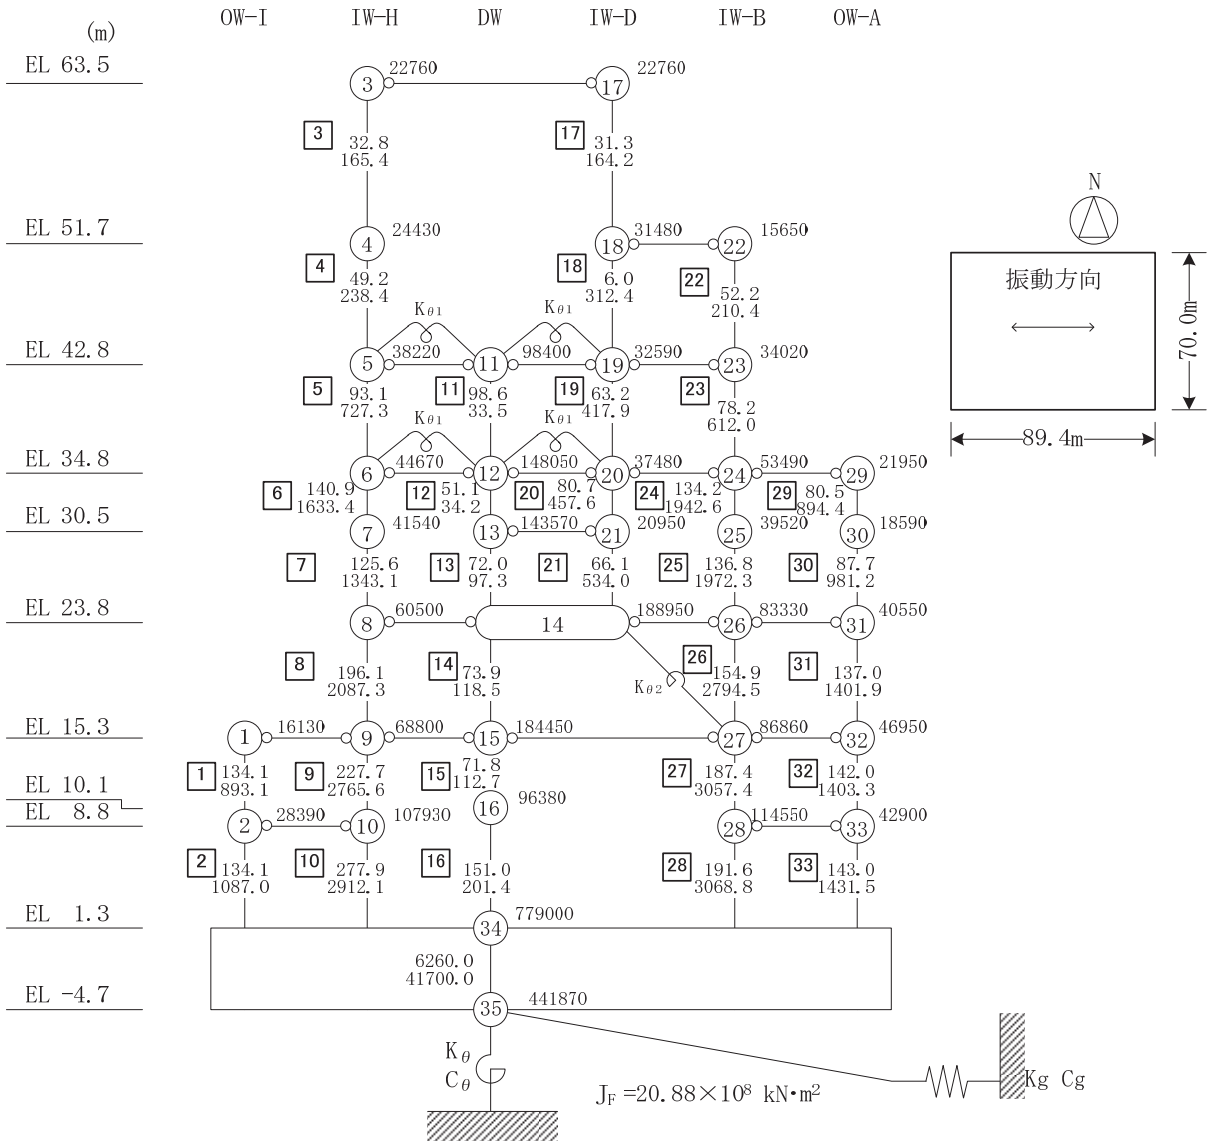 OW-I IW-H DW IW-D IW-B OW-A
(m)
EL 63.5
3 22760 17 22760
3 32.8 17 31.3
165.4 164.2
N
EL 51.7
4 24430 18 31480 22 15650
4 49.2 18 6.0 22 52.2
238.4 312.4 210.4
振動方向
70.0m
89.4m
Kθ1 Kθ1
EL 42.8
5 38220 11 98400 19 32590 23 34020
5 93.1 11 98.6 19 63.2 23 78.2
727.3 33.5 417.9 612.0
Kθ1 Kθ1
EL 34.8
6 44670 12 148050 20 37480 24 53490 29 21950
6 140.9 12 51.1 20 80.7 24 134.2 29 80.5
1633.4 34.2 457.6 1942.6 894.4
EL 30.5
7 41540 13 143570 21 20950 25 39520 30 18590
7 125.6 13 72.0 21 66.1 25 136.8 30 87.7
1343.1 97.3 534.0 1972.3 981.2
EL 23.8
8 60500 14 188950 26 83330 31 40550
8 196.1 14 73.9 26 154.9 31 137.0
2087.3 118.5 2794.5 1401.9
Kθ2
EL 15.3
1 16130 9 68800 15 184450 27 86860 32 46950
1 134.1 9 227.7 15 71.8 27 187.4 32 142.0
893.1 2765.6 112.7 3057.4 1403.3
EL 10.1
16 96380
EL 8.8
2 28390 10 107930 28 114550 33 42900
2 134.1 10 277.9 16 151.0 28 191.6 33 143.0
1087.0 2912.1 201.4 3068.8 1431.5
EL 1.3
34 779000
6260.0
41700.0
EL -4.7
35 441870
Kθ
Cθ
Kg Cg
JF=20.88×10⁸ kN・m²